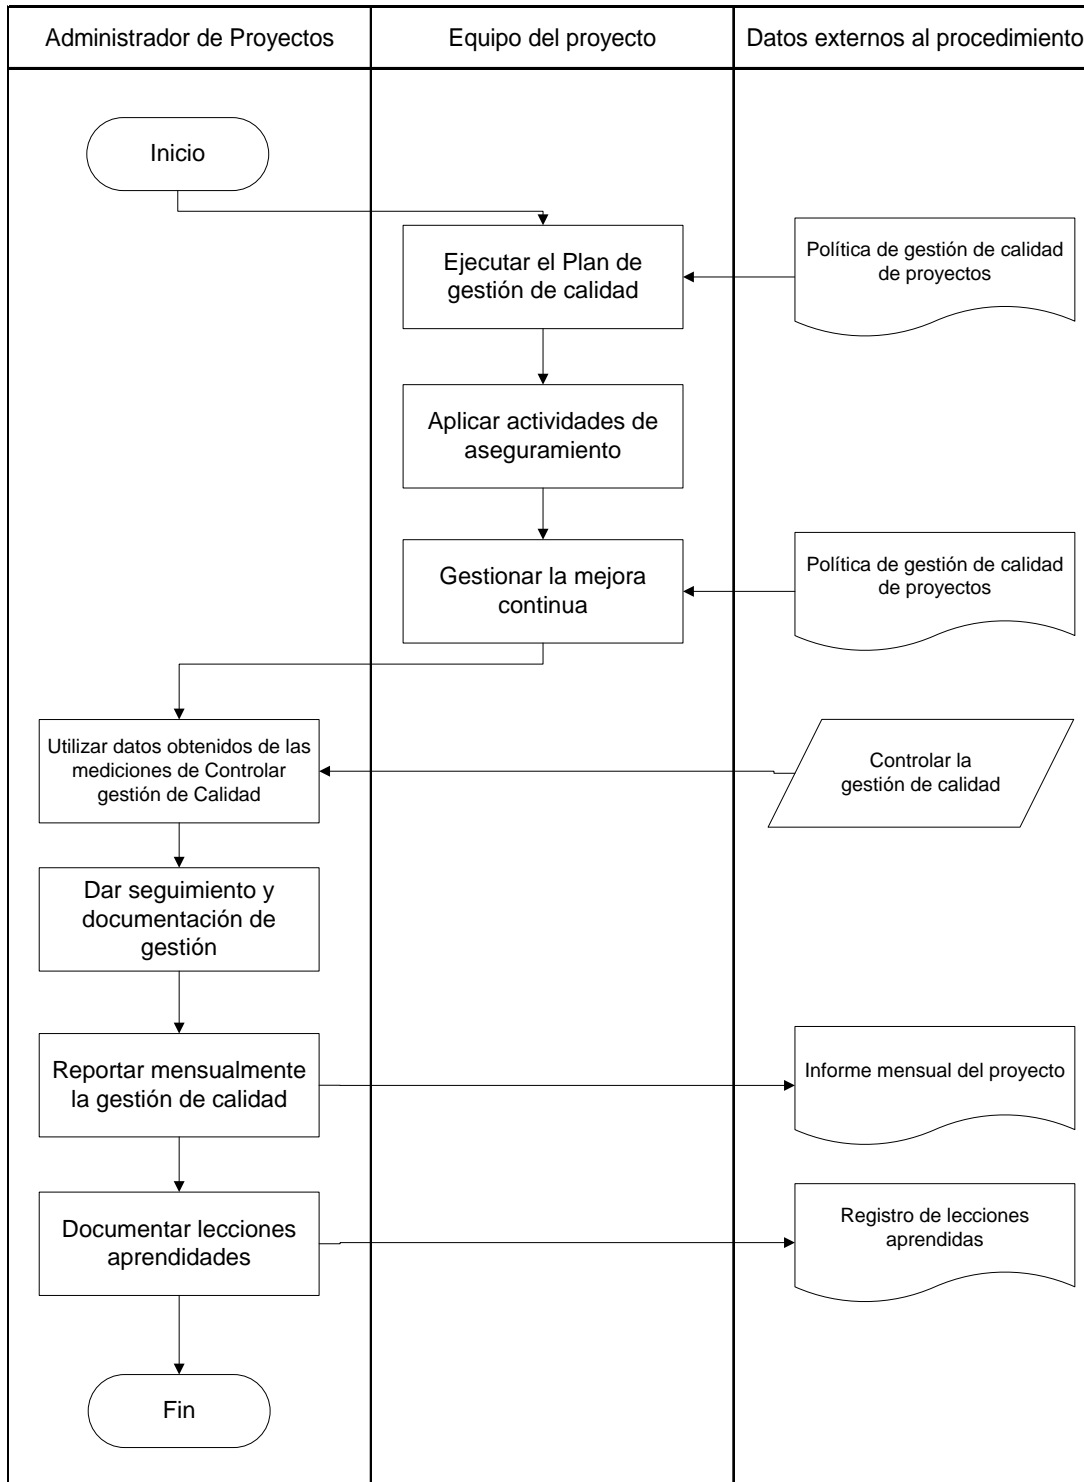 Administrador de Proyectos
Equipo del proyecto
Datos externos al procedimiento
Inicio
Ejecutar el Plan de
gestión de calidad
Política de gestión de calidad
de proyectos
Aplicar actividades de
aseguramiento
Gestionar la mejora
continua
Política de gestión de calidad
de proyectos
Utilizar datos obtenidos de las
mediciones de Controlar
gestión de Calidad
Controlar la
gestión de calidad
Dar seguimiento y
documentación de
gestión
Reportar mensualmente
la gestión de calidad
Informe mensual del proyecto
Documentar lecciones
aprendidades
Registro de lecciones
aprendidas
Fin